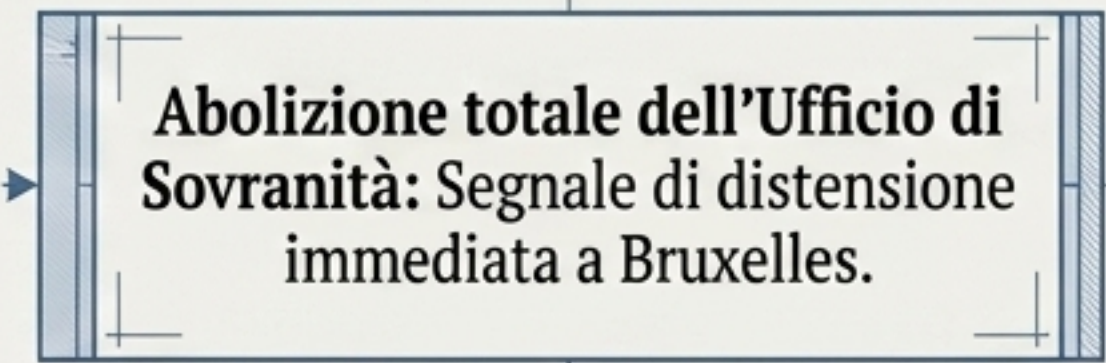 Abolizione totale dell’Ufficio di
Sovranità: Segnale di distensione
immediata a Bruxelles.